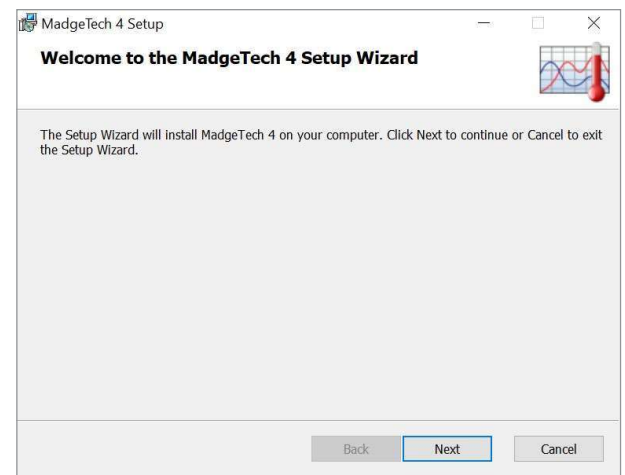 MadgeTech 4 Setup
Welcome to the MadgeTech 4 Setup Wizard
The Setup Wizard will install MadgeTech 4 on your computer. Click Next to continue or Cancel to exit
the Setup Wizard.
Back Next Cancel